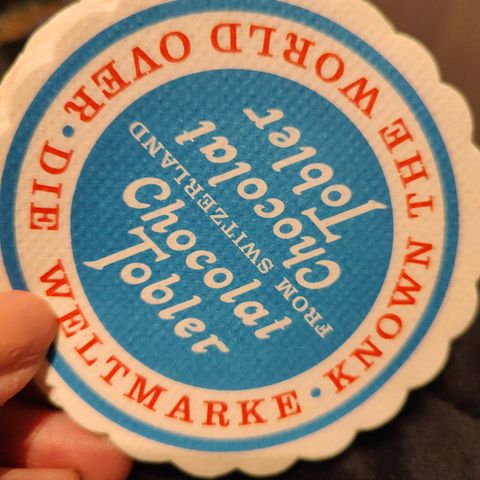 DIE WELTMARKE · KNOWN THE WORLD OVER ·
Chocolat
Tobler
FROM SWITZERLAND
Chocolat
Tobler